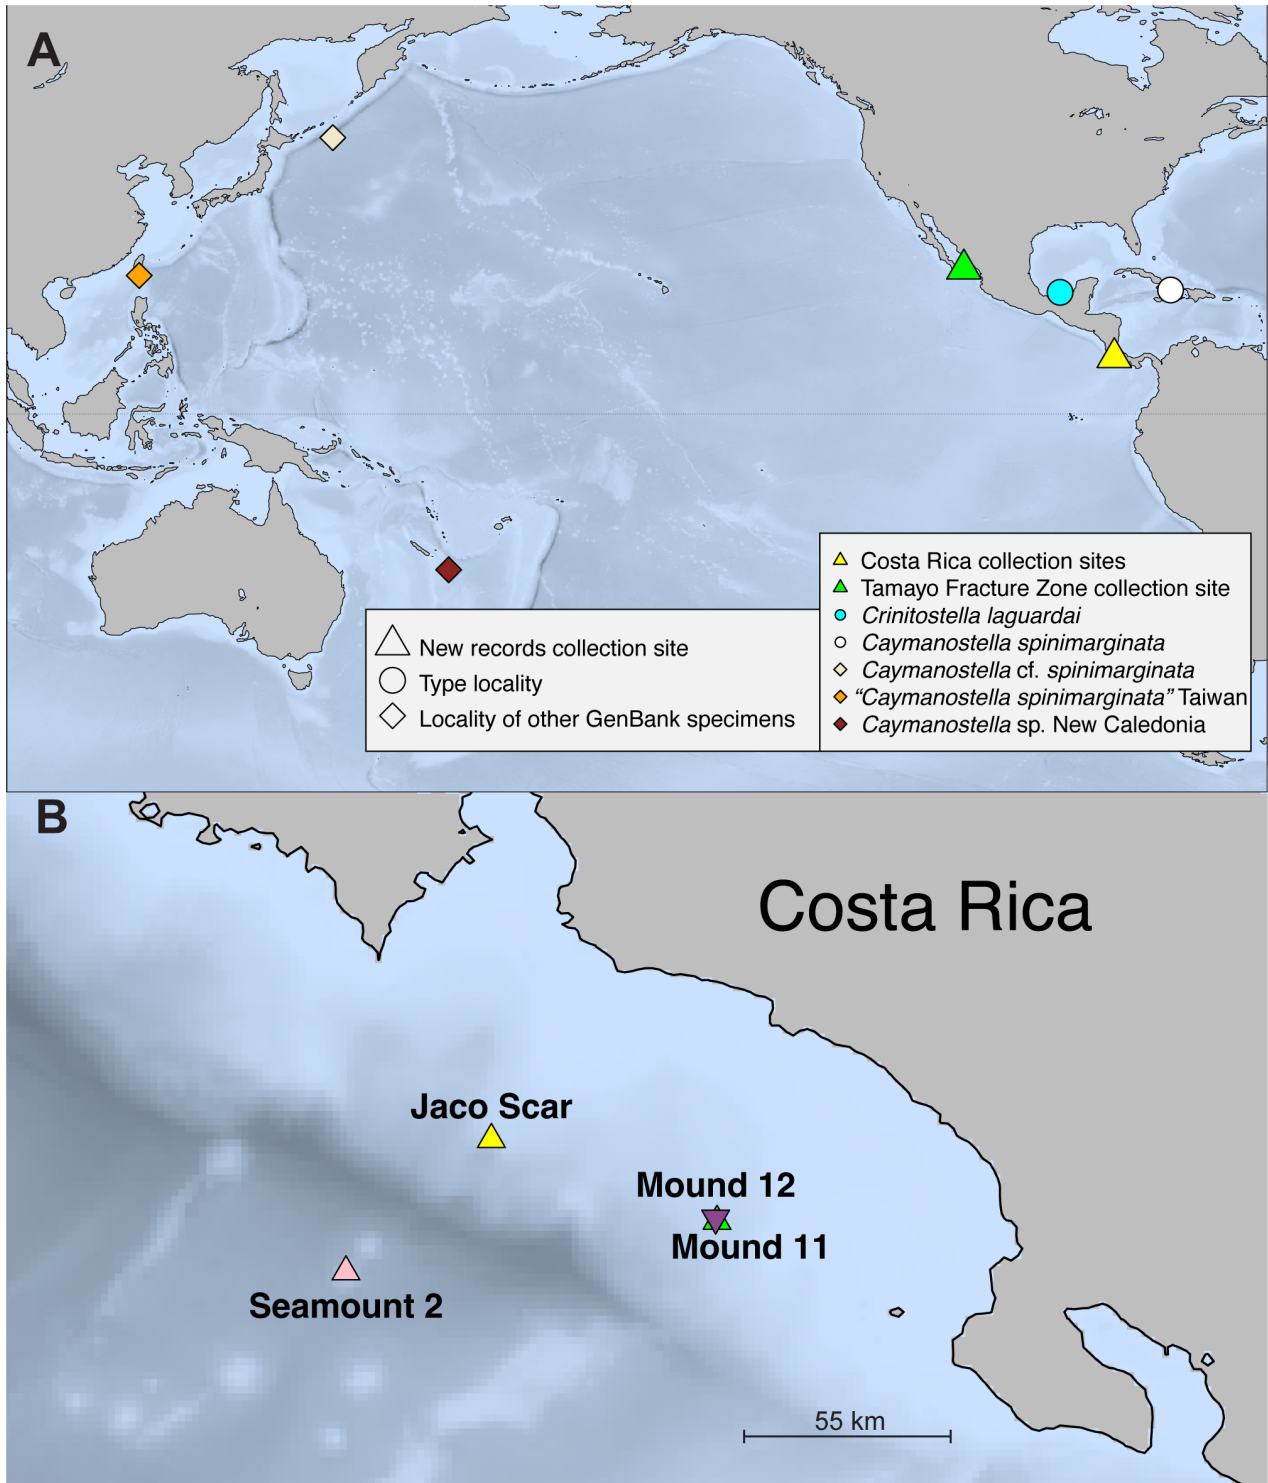 A
Costa Rica collection sites
Tamayo Fracture Zone collection site
Crinitostella laguardai
Caymanostella spinimarginata
Caymanostella cf. spinimarginata
“Caymanostella spinimarginata” Taiwan
Caymanostella sp. New Caledonia
New records collection site
Type locality
Locality of other GenBank specimens
B
Costa Rica
Jaco Scar
Mound 12
Mound 11
Seamount 2
55 km